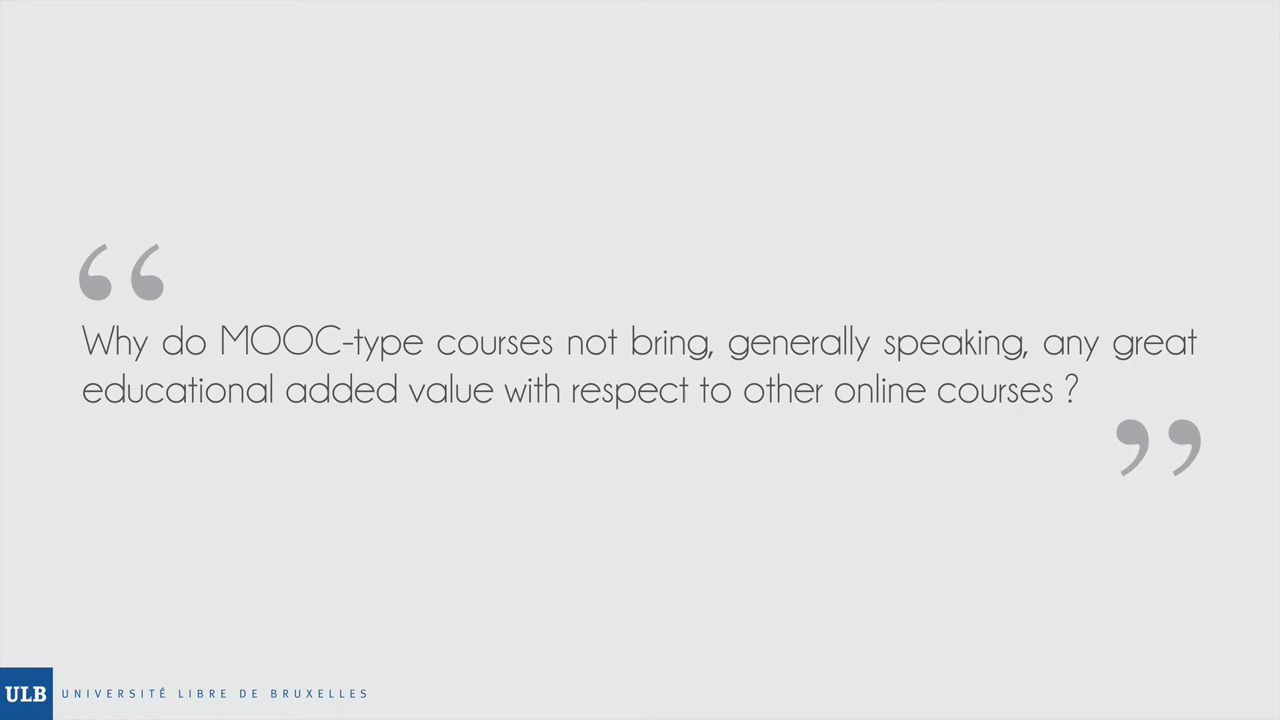 “
Why do MOOC-type courses not bring, generally speaking, any great
educational added value with respect to other online courses ?
”
ULB UNIVERSITÉ LIBRE DE BRUXELLES